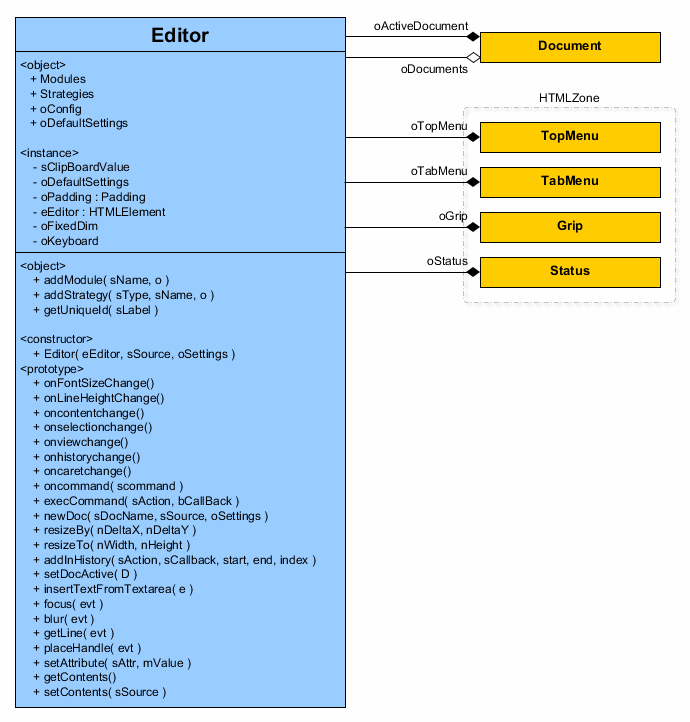 Editor
<object>
+ Modules
+ Strategies
+ oConfig
+ oDefaultSettings
<instance>
- sClipBoardValue
- oDefaultSettings
- oPadding : Padding
- eEditor : HTMLElement
- oFixedDim
- oKeyboard
<object>
+ addModule( sName, o )
+ addStrategy( sType, sName, o )
+ getUniqueId( sLabel )
<constructor>
+ Editor( eEditor, sSource, oSettings )
<prototype>
+ onFontSizeChange()
+ onLineHeightChange()
+ oncontentchange()
+ onselectionchange()
+ onviewchange()
+ onhistorychange()
+ oncaretchange()
+ oncommand( scommand )
+ execCommand( sAction, bCallBack )
+ newDoc( sDocName, sSource, oSettings )
+ resizeBy( nDeltaX, nDeltaY )
+ resizeTo( nWidth, nHeight )
+ addInHistory( sAction, sCallback, start, end, index )
+ setDocActive( D )
+ insertTextFromTextarea( e )
+ focus( evt )
+ blur( evt )
+ getLine( evt )
+ placeHandle( evt )
+ setAttribute( sAttr, mValue )
+ getContents()
+ setContents( sSource )
oActiveDocument
Document
oDocuments
HTMLZone
oTopMenu
TopMenu
oTabMenu
TabMenu
oGrip
Grip
oStatus
Status